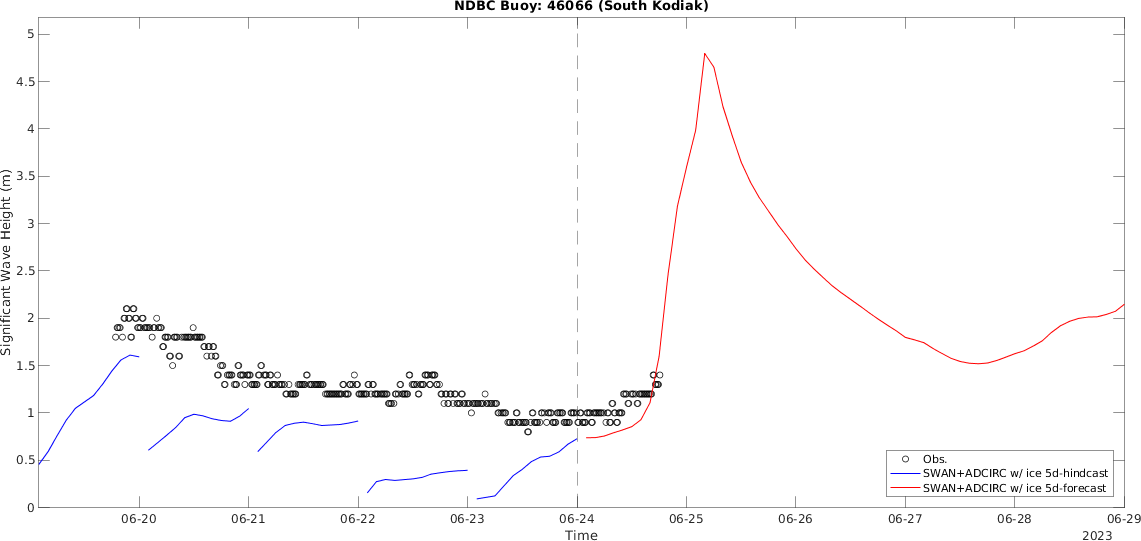 NDBC Buoy: 46066 (South Kodiak)
Significant Wave Height (m)
5
4.5
4
3.5
3
2.5
2
1.5
1
0.5
0
Obs.
SWAN+ADCIRC w/ ice 5d-hindcast
SWAN+ADCIRC w/ ice 5d-forecast
06-20 06-21 06-22 06-23 06-24 06-25 06-26 06-27 06-28 06-29
Time
2023